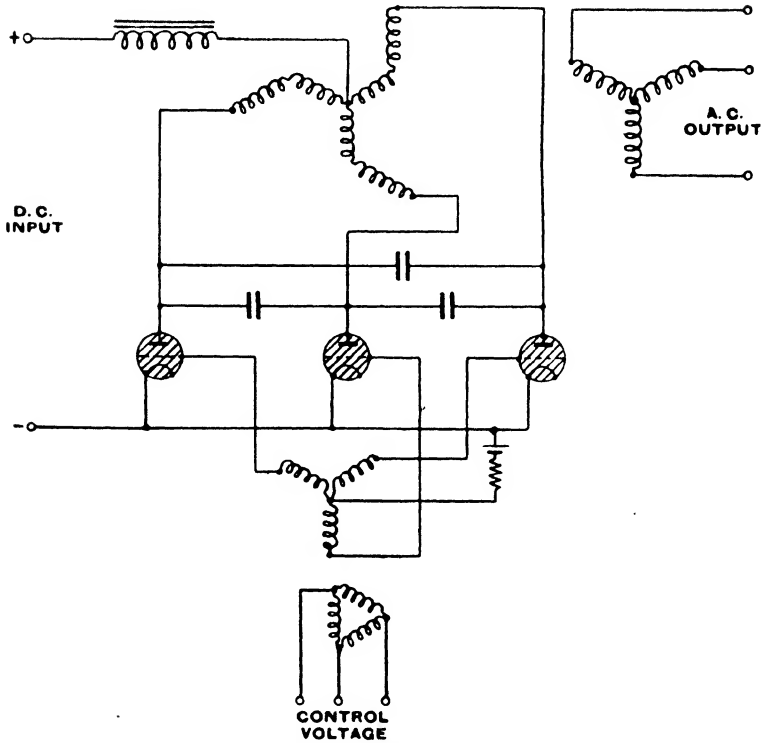 +
A.C.
OUTPUT
D.C.
INPUT
-
CONTROL
VOLTAGE